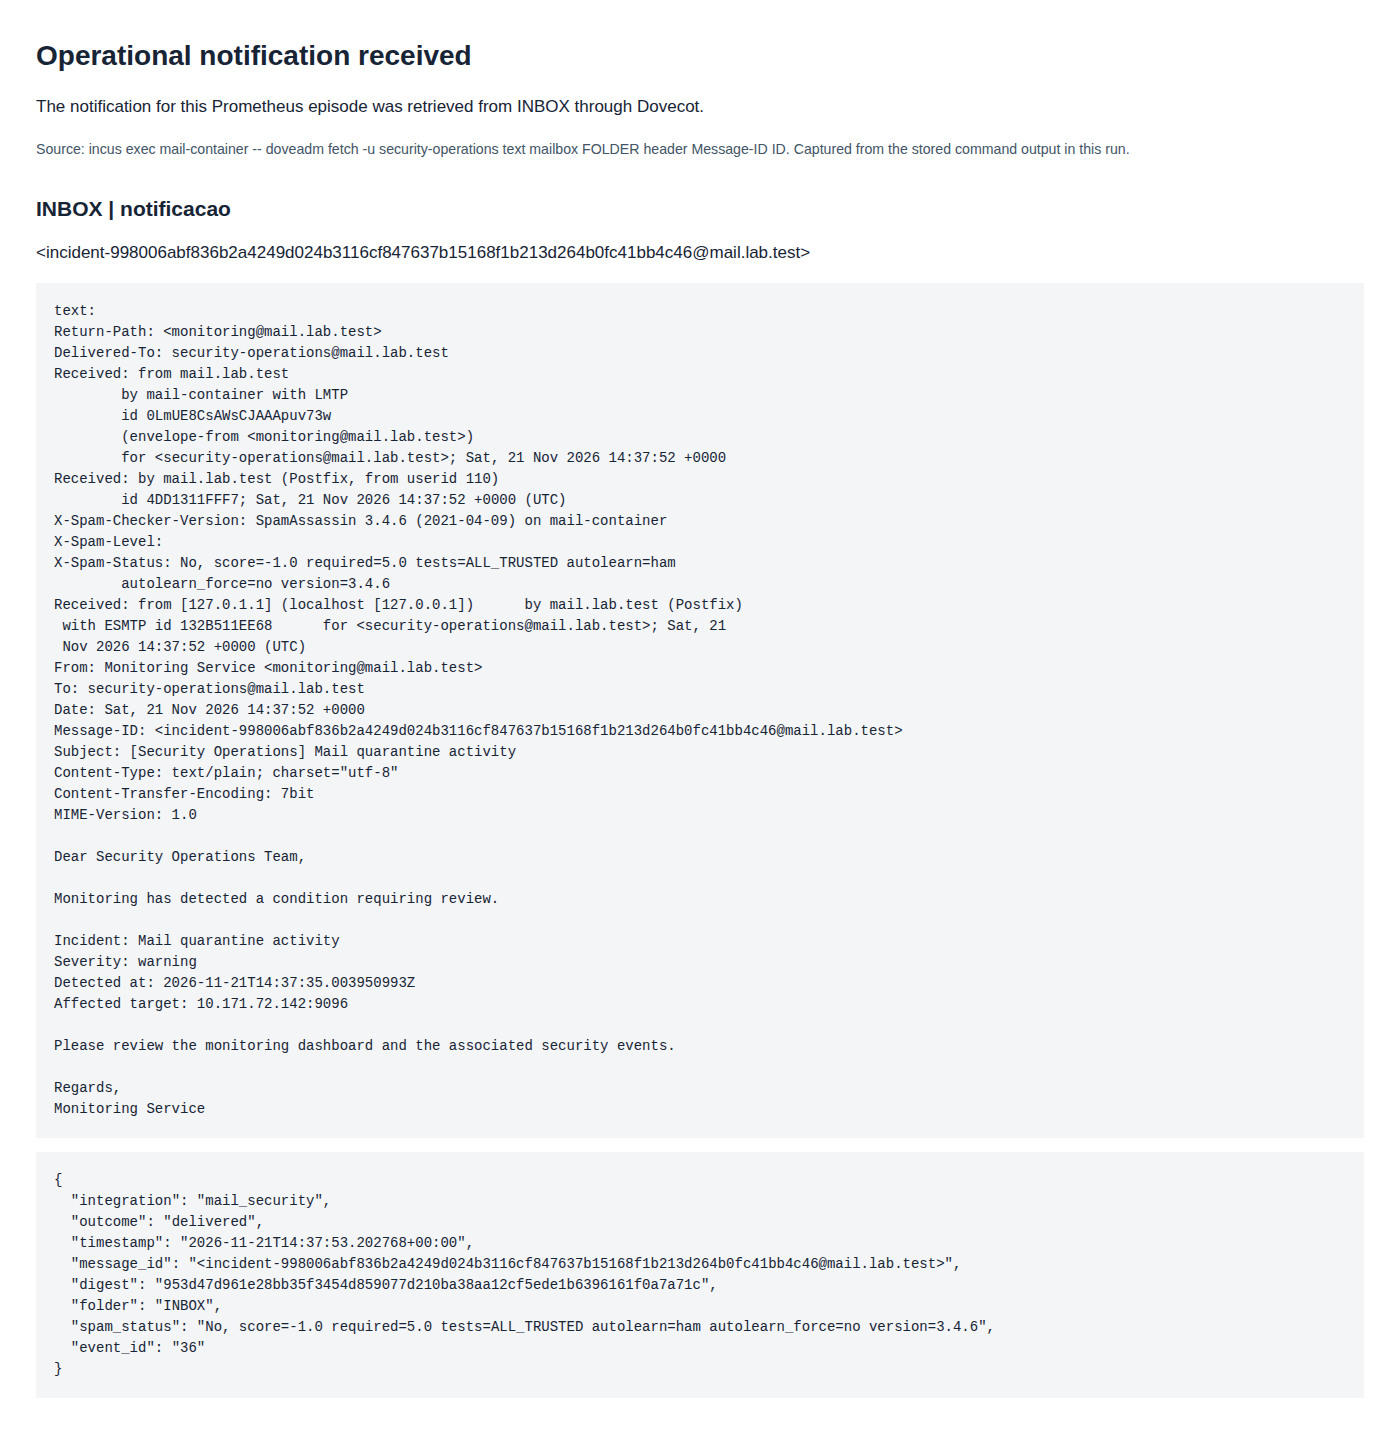 Operational notification received
The notification for this Prometheus episode was retrieved from INBOX through Dovecot.
Source: incus exec mail-container -- doveadm fetch -u security-operations text mailbox FOLDER header Message-ID ID. Captured from the stored command output in this run.
INBOX | notificacao
<incident-998006abf836b2a4249d024b3116cf847637b15168f1b213d264b0fc41bb4c46@mail.lab.test>
text:
Return-Path: <monitoring@mail.lab.test>
Delivered-To: security-operations@mail.lab.test
Received: from mail.lab.test
        by mail-container with LMTP
        id 0LmUE8CsAWsCJAAApuv73w
        (envelope-from <monitoring@mail.lab.test>)
        for <security-operations@mail.lab.test>; Sat, 21 Nov 2026 14:37:52 +0000
Received: by mail.lab.test (Postfix, from userid 110)
        id 4DD1311FFF7; Sat, 21 Nov 2026 14:37:52 +0000 (UTC)
X-Spam-Checker-Version: SpamAssassin 3.4.6 (2021-04-09) on mail-container
X-Spam-Level:
X-Spam-Status: No, score=-1.0 required=5.0 tests=ALL_TRUSTED autolearn=ham
        autolearn_force=no version=3.4.6
Received: from [127.0.1.1] (localhost [127.0.0.1])      by mail.lab.test (Postfix)
 with ESMTP id 132B511EE68      for <security-operations@mail.lab.test>; Sat, 21
 Nov 2026 14:37:52 +0000 (UTC)
From: Monitoring Service <monitoring@mail.lab.test>
To: security-operations@mail.lab.test
Date: Sat, 21 Nov 2026 14:37:52 +0000
Message-ID: <incident-998006abf836b2a4249d024b3116cf847637b15168f1b213d264b0fc41bb4c46@mail.lab.test>
Subject: [Security Operations] Mail quarantine activity
Content-Type: text/plain; charset="utf-8"
Content-Transfer-Encoding: 7bit
MIME-Version: 1.0

Dear Security Operations Team,

Monitoring has detected a condition requiring review.

Incident: Mail quarantine activity
Severity: warning
Detected at: 2026-11-21T14:37:35.003950993Z
Affected target: 10.171.72.142:9096

Please review the monitoring dashboard and the associated security events.

Regards,
Monitoring Service
{
  "integration": "mail_security",
  "outcome": "delivered",
  "timestamp": "2026-11-21T14:37:53.202768+00:00",
  "message_id": "<incident-998006abf836b2a4249d024b3116cf847637b15168f1b213d264b0fc41bb4c46@mail.lab.test>",
  "digest": "953d47d961e28bb35f3454d859077d210ba38aa12cf5ede1b6396161f0a7a71c",
  "folder": "INBOX",
  "spam_status": "No, score=-1.0 required=5.0 tests=ALL_TRUSTED autolearn=ham autolearn_force=no version=3.4.6",
  "event_id": "36"
}